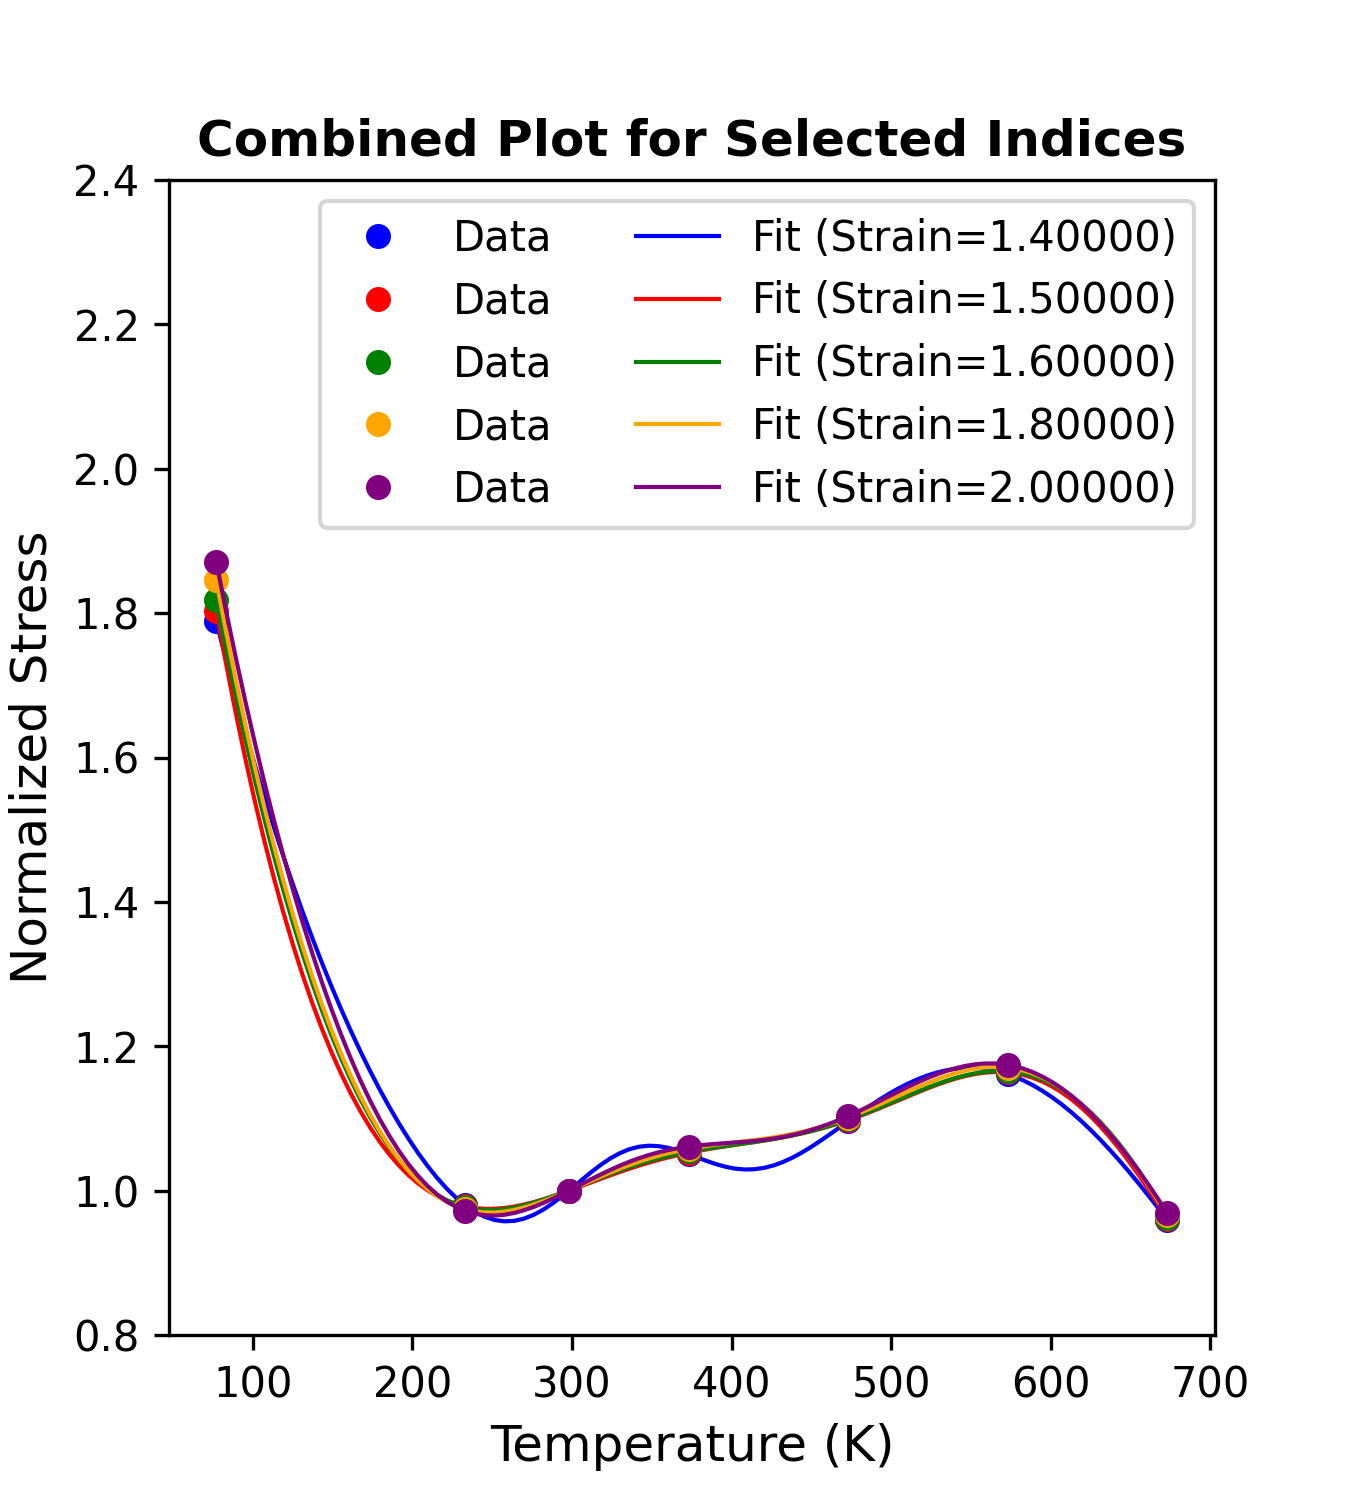 Combined Plot for Selected Indices
2.4
2.2
2.0
1.8
1.6
1.4
1.2
1.0
0.8
Normalized Stress
Data Fit (Strain=1.40000)
Data Fit (Strain=1.50000)
Data Fit (Strain=1.60000)
Data Fit (Strain=1.80000)
Data Fit (Strain=2.00000)
100 200 300 400 500 600 700
Temperature (K)